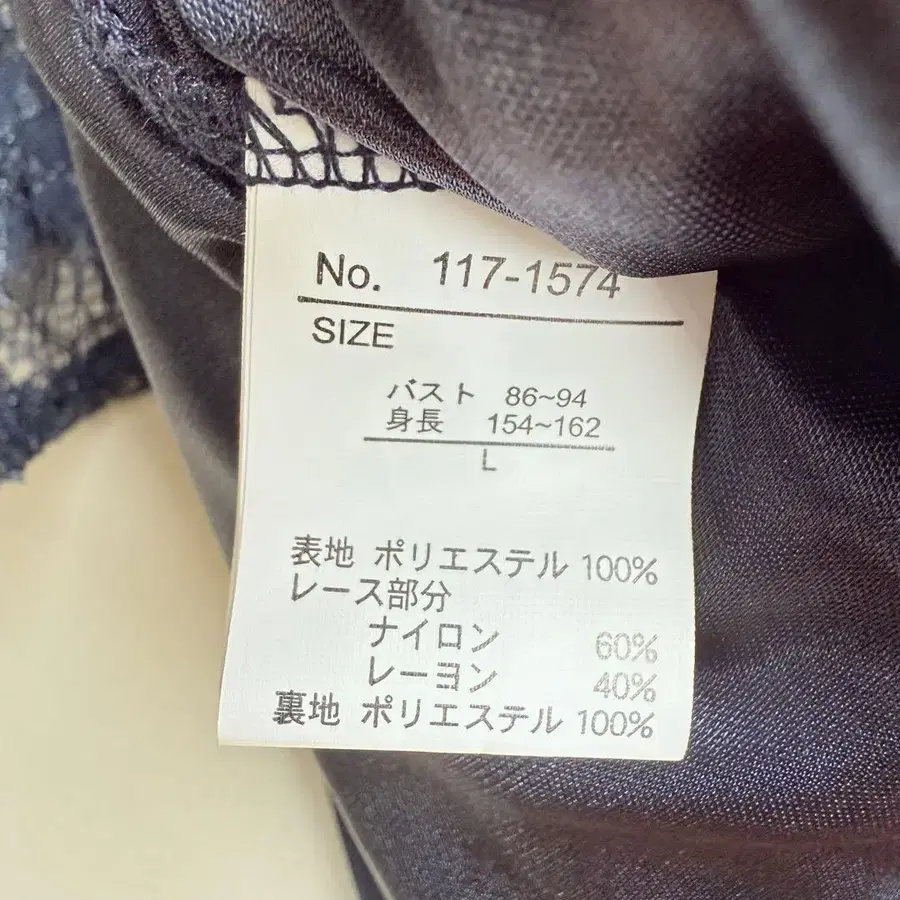 No. 117-1574
SIZE
バスト 86~94
身長 154~162
L
表地 ポリエステル 100%
レース部分
ナイロン 60%
レーヨン 40%
裏地 ポリエステル 100%